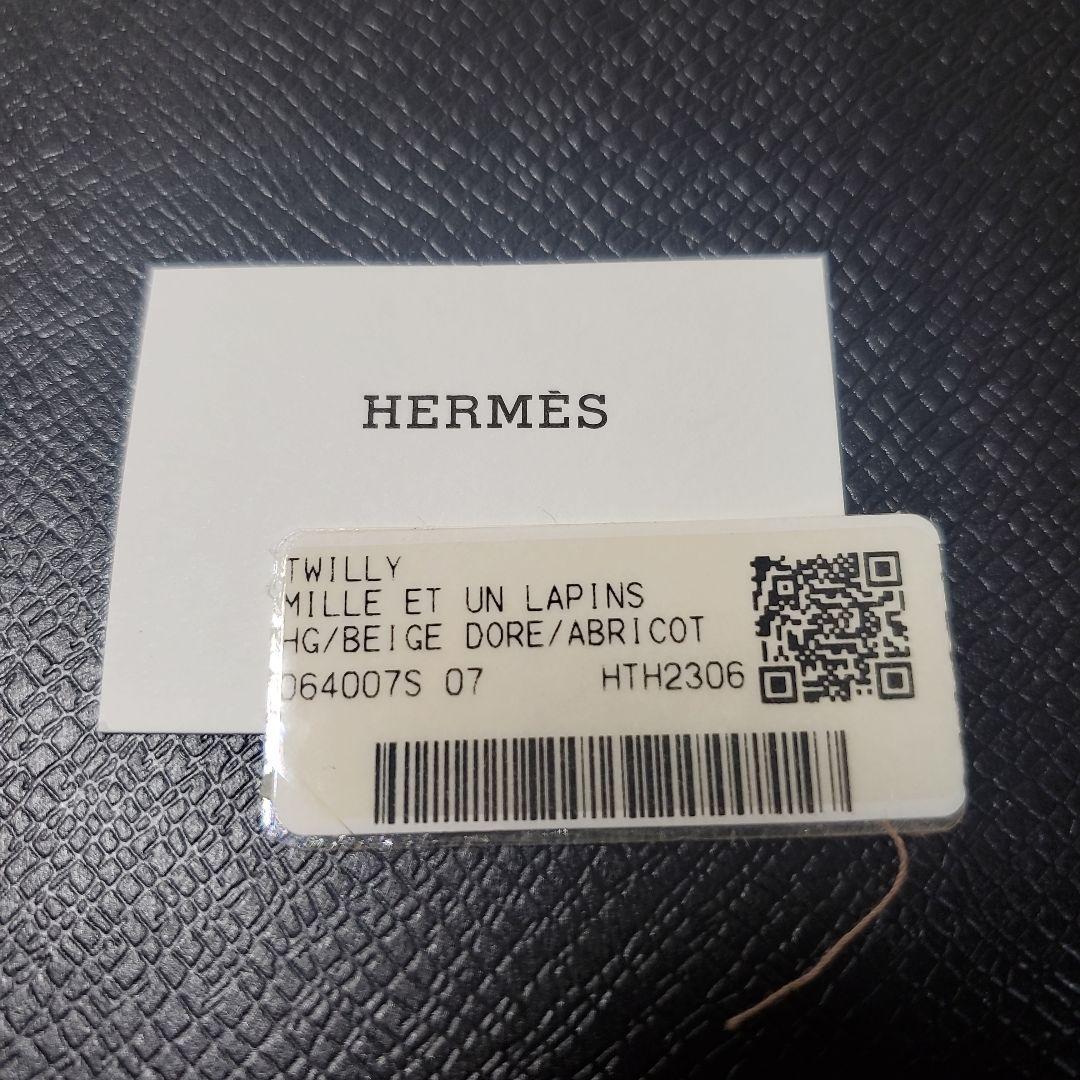 HERMÈS
TWILLY
MILLE ET UN LAPINS
HG/BEIGE DORE/ABRICOT
064007S 07 HTH2306